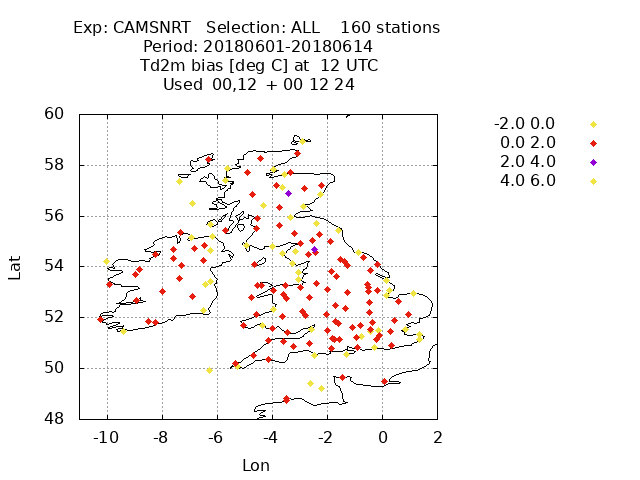 Exp: CAMSNRT   Selection: ALL    160 stations
Period: 20180601-20180614
Td2m bias [deg C] at  12 UTC
Used  00,12  + 00 12 24
-2.0 0.0
0.0 2.0
2.0 4.0
4.0 6.0
60
58
56
54
52
50
48
Lat
-10 -8 -6 -4 -2 0 2
Lon